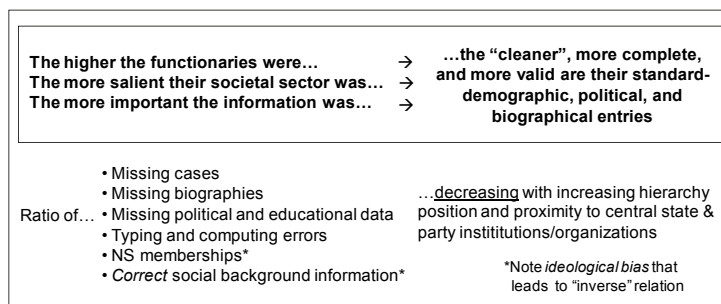 The higher the functionaries were… →
The more salient their societal sector was… →
The more important the information was… →
…the “cleaner”, more complete,
and more valid are their standard-
demographic, political, and
biographical entries
Ratio of…
• Missing cases
• Missing biographies
• Missing political and educational data
• Typing and computing errors
• NS memberships*
• Correct social background information*
…decreasing with increasing hierarchy
position and proximity to central state &
party instititutions/organizations
*Note ideological bias that
leads to “inverse” relation